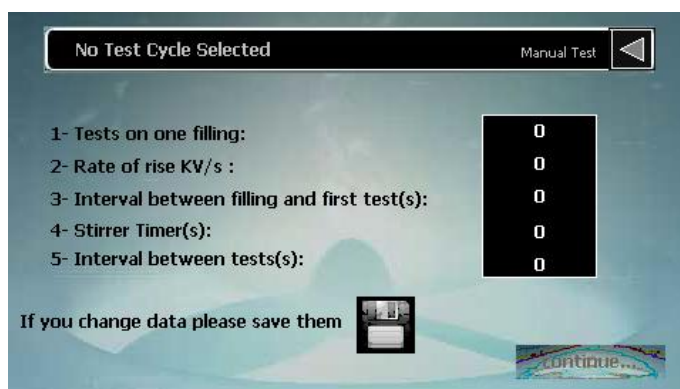 No Test Cycle Selected Manual Test
1- Tests on one filling: 0
2- Rate of rise KV/s : 0
3- Interval between filling and first test(s): 0
4- Stirrer Timer(s): 0
5- Interval between tests(s): 0
If you change data please save them
continue...